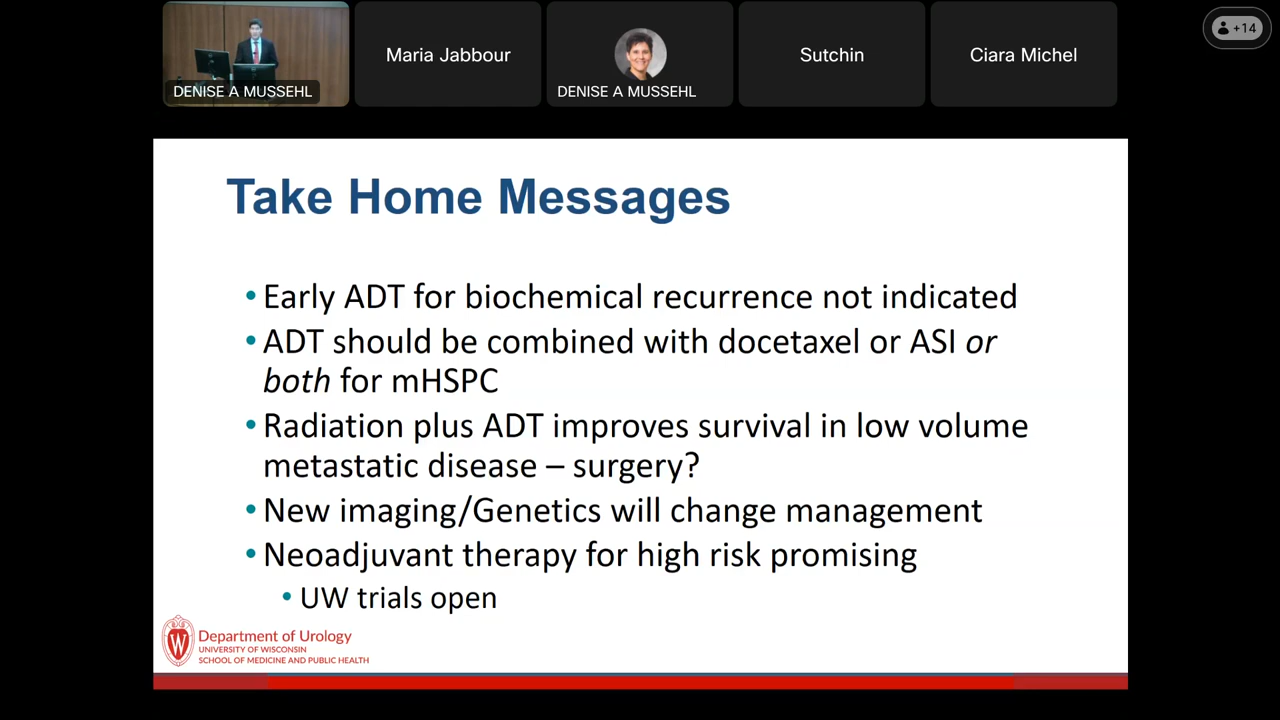 DENISE A MUSSEHL
Maria Jabbour
DENISE A MUSSEHL
Sutchin
Ciara Michel
+14
Take Home Messages
• Early ADT for biochemical recurrence not indicated
• ADT should be combined with docetaxel or ASI or
both for mHSPC
• Radiation plus ADT improves survival in low volume
metastatic disease – surgery?
• New imaging/Genetics will change management
• Neoadjuvant therapy for high risk promising
• UW trials open
W
Department of Urology
UNIVERSITY OF WISCONSIN
SCHOOL OF MEDICINE AND PUBLIC HEALTH